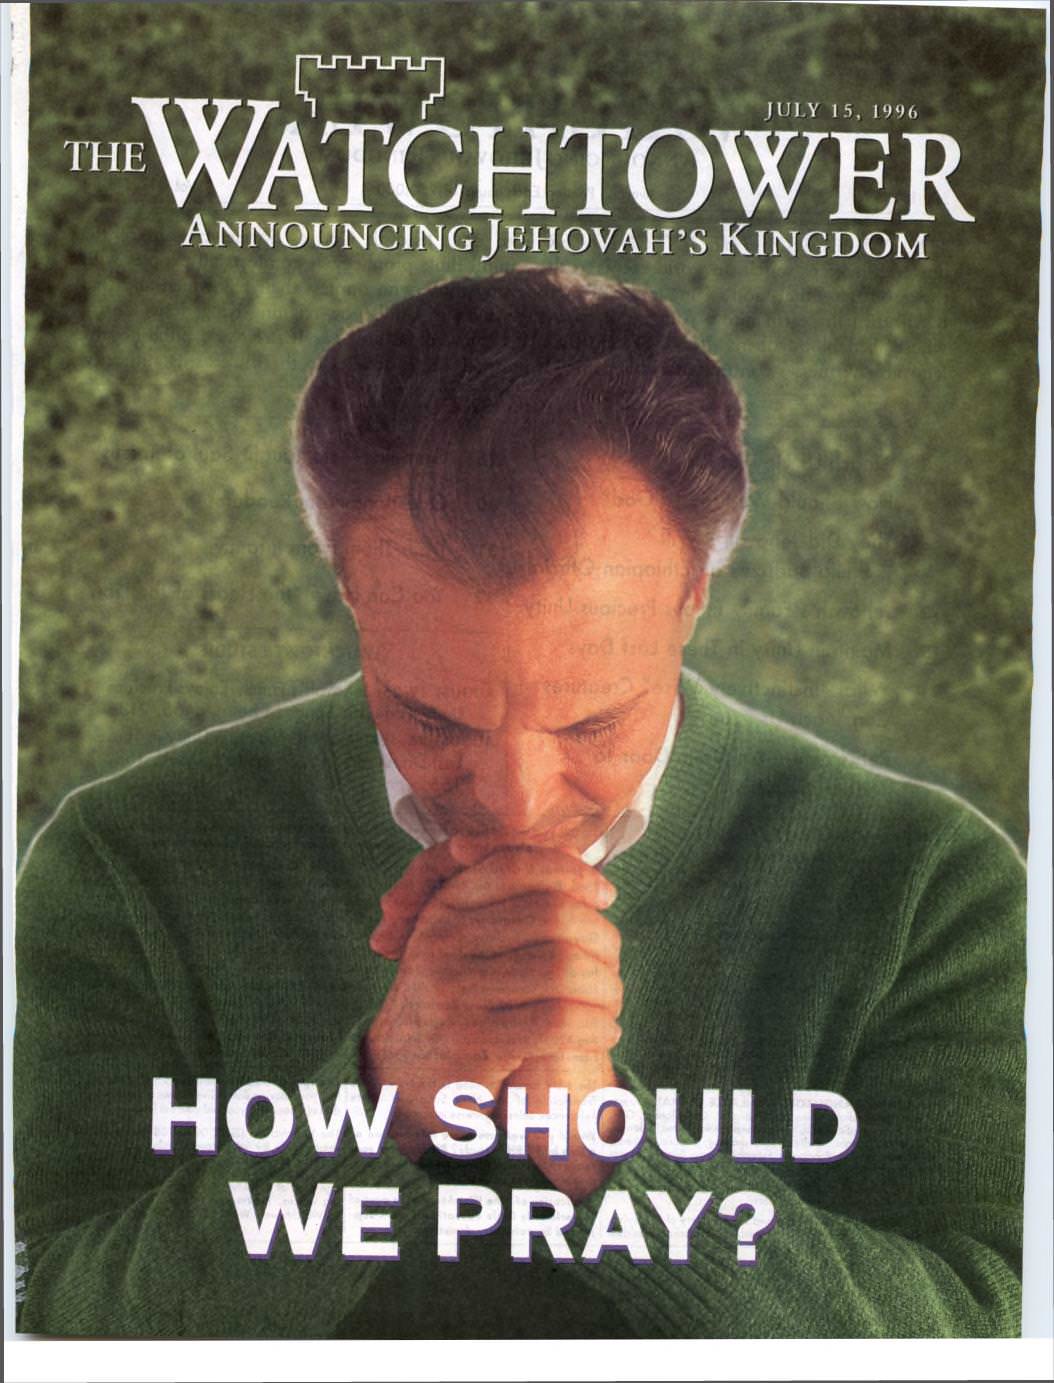 JULY 15, 1996
THE WATCHTOWER
ANNOUNCING JEHOVAH'S KINGDOM
HOW SHOULD
WE PRAY?